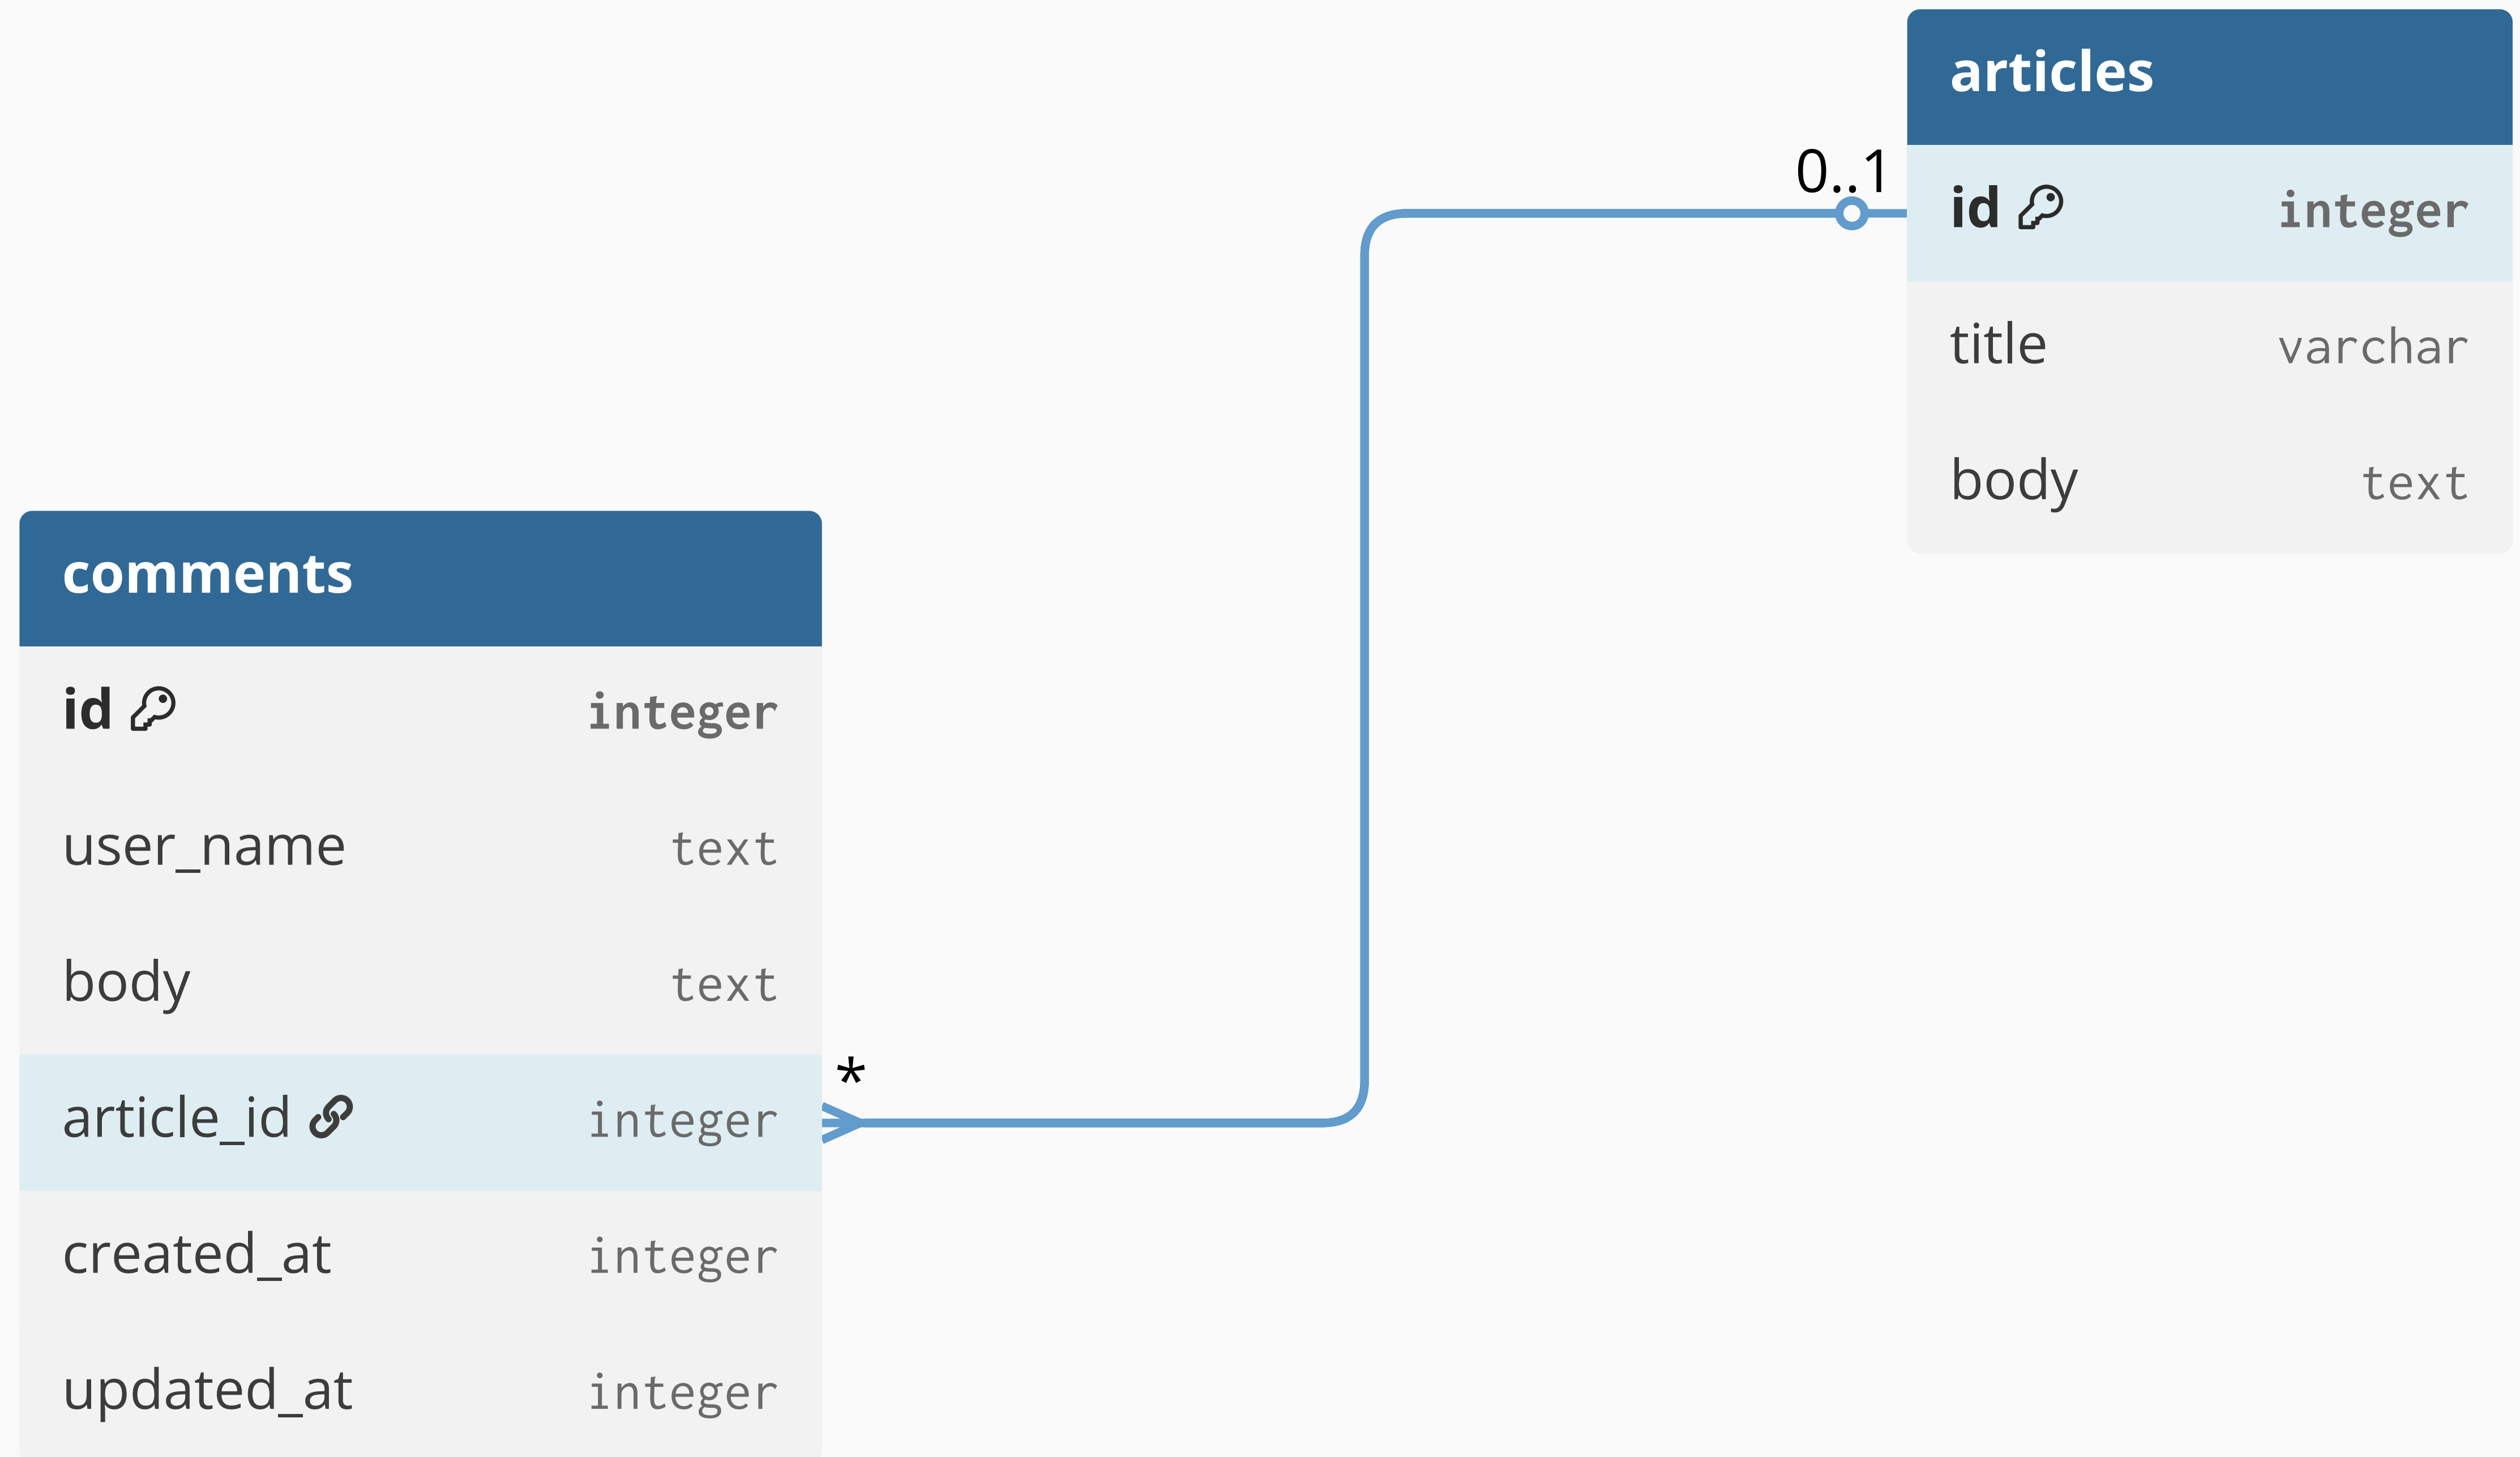 articles
0..1
id integer
title varchar
body text
comments
id integer
user_name text
body text
*
article_id integer
created_at integer
updated_at integer